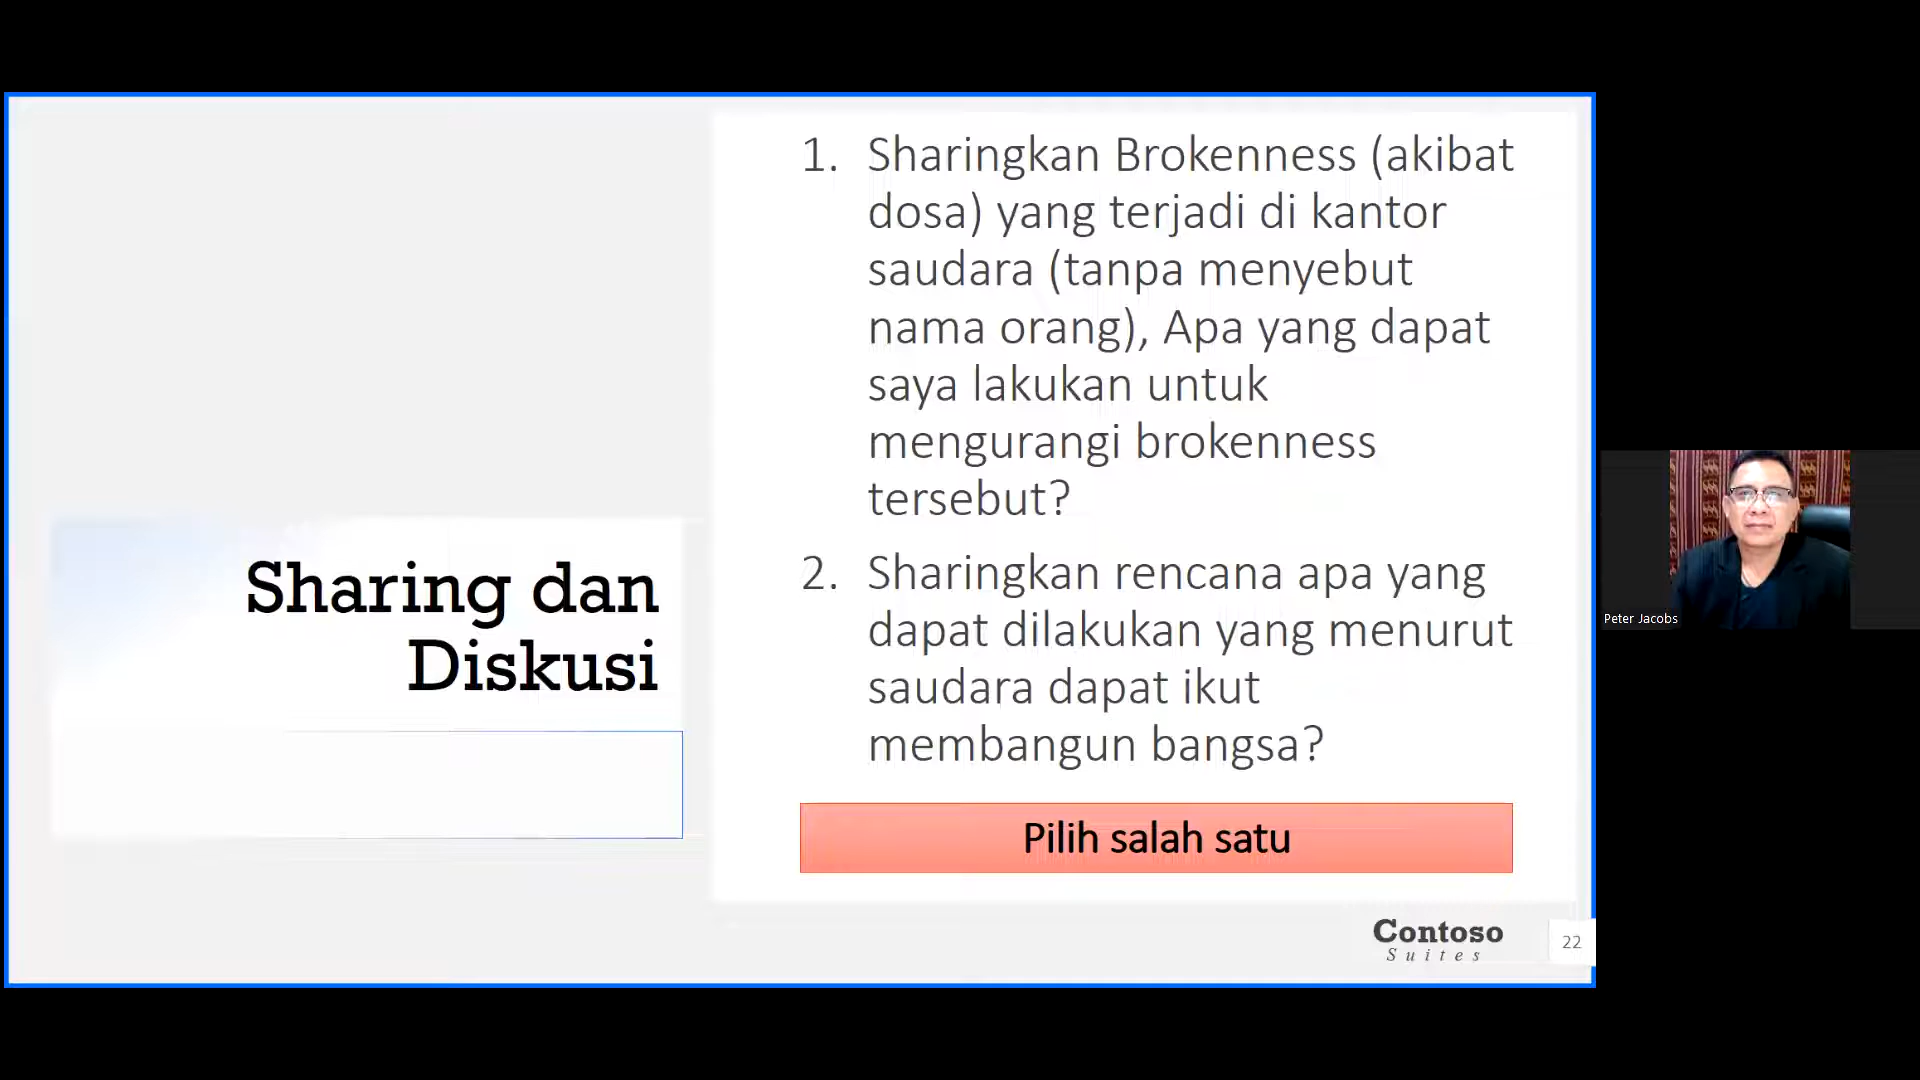 Sharing dan
Diskusi
1. Sharingkan Brokenness (akibat
dosa) yang terjadi di kantor
saudara (tanpa menyebut
nama orang), Apa yang dapat
saya lakukan untuk
mengurangi brokenness
tersebut?
2. Sharingkan rencana apa yang
dapat dilakukan yang menurut
saudara dapat ikut
membangun bangsa?
Pilih salah satu
Contoso
Suites
22
Peter Jacobs